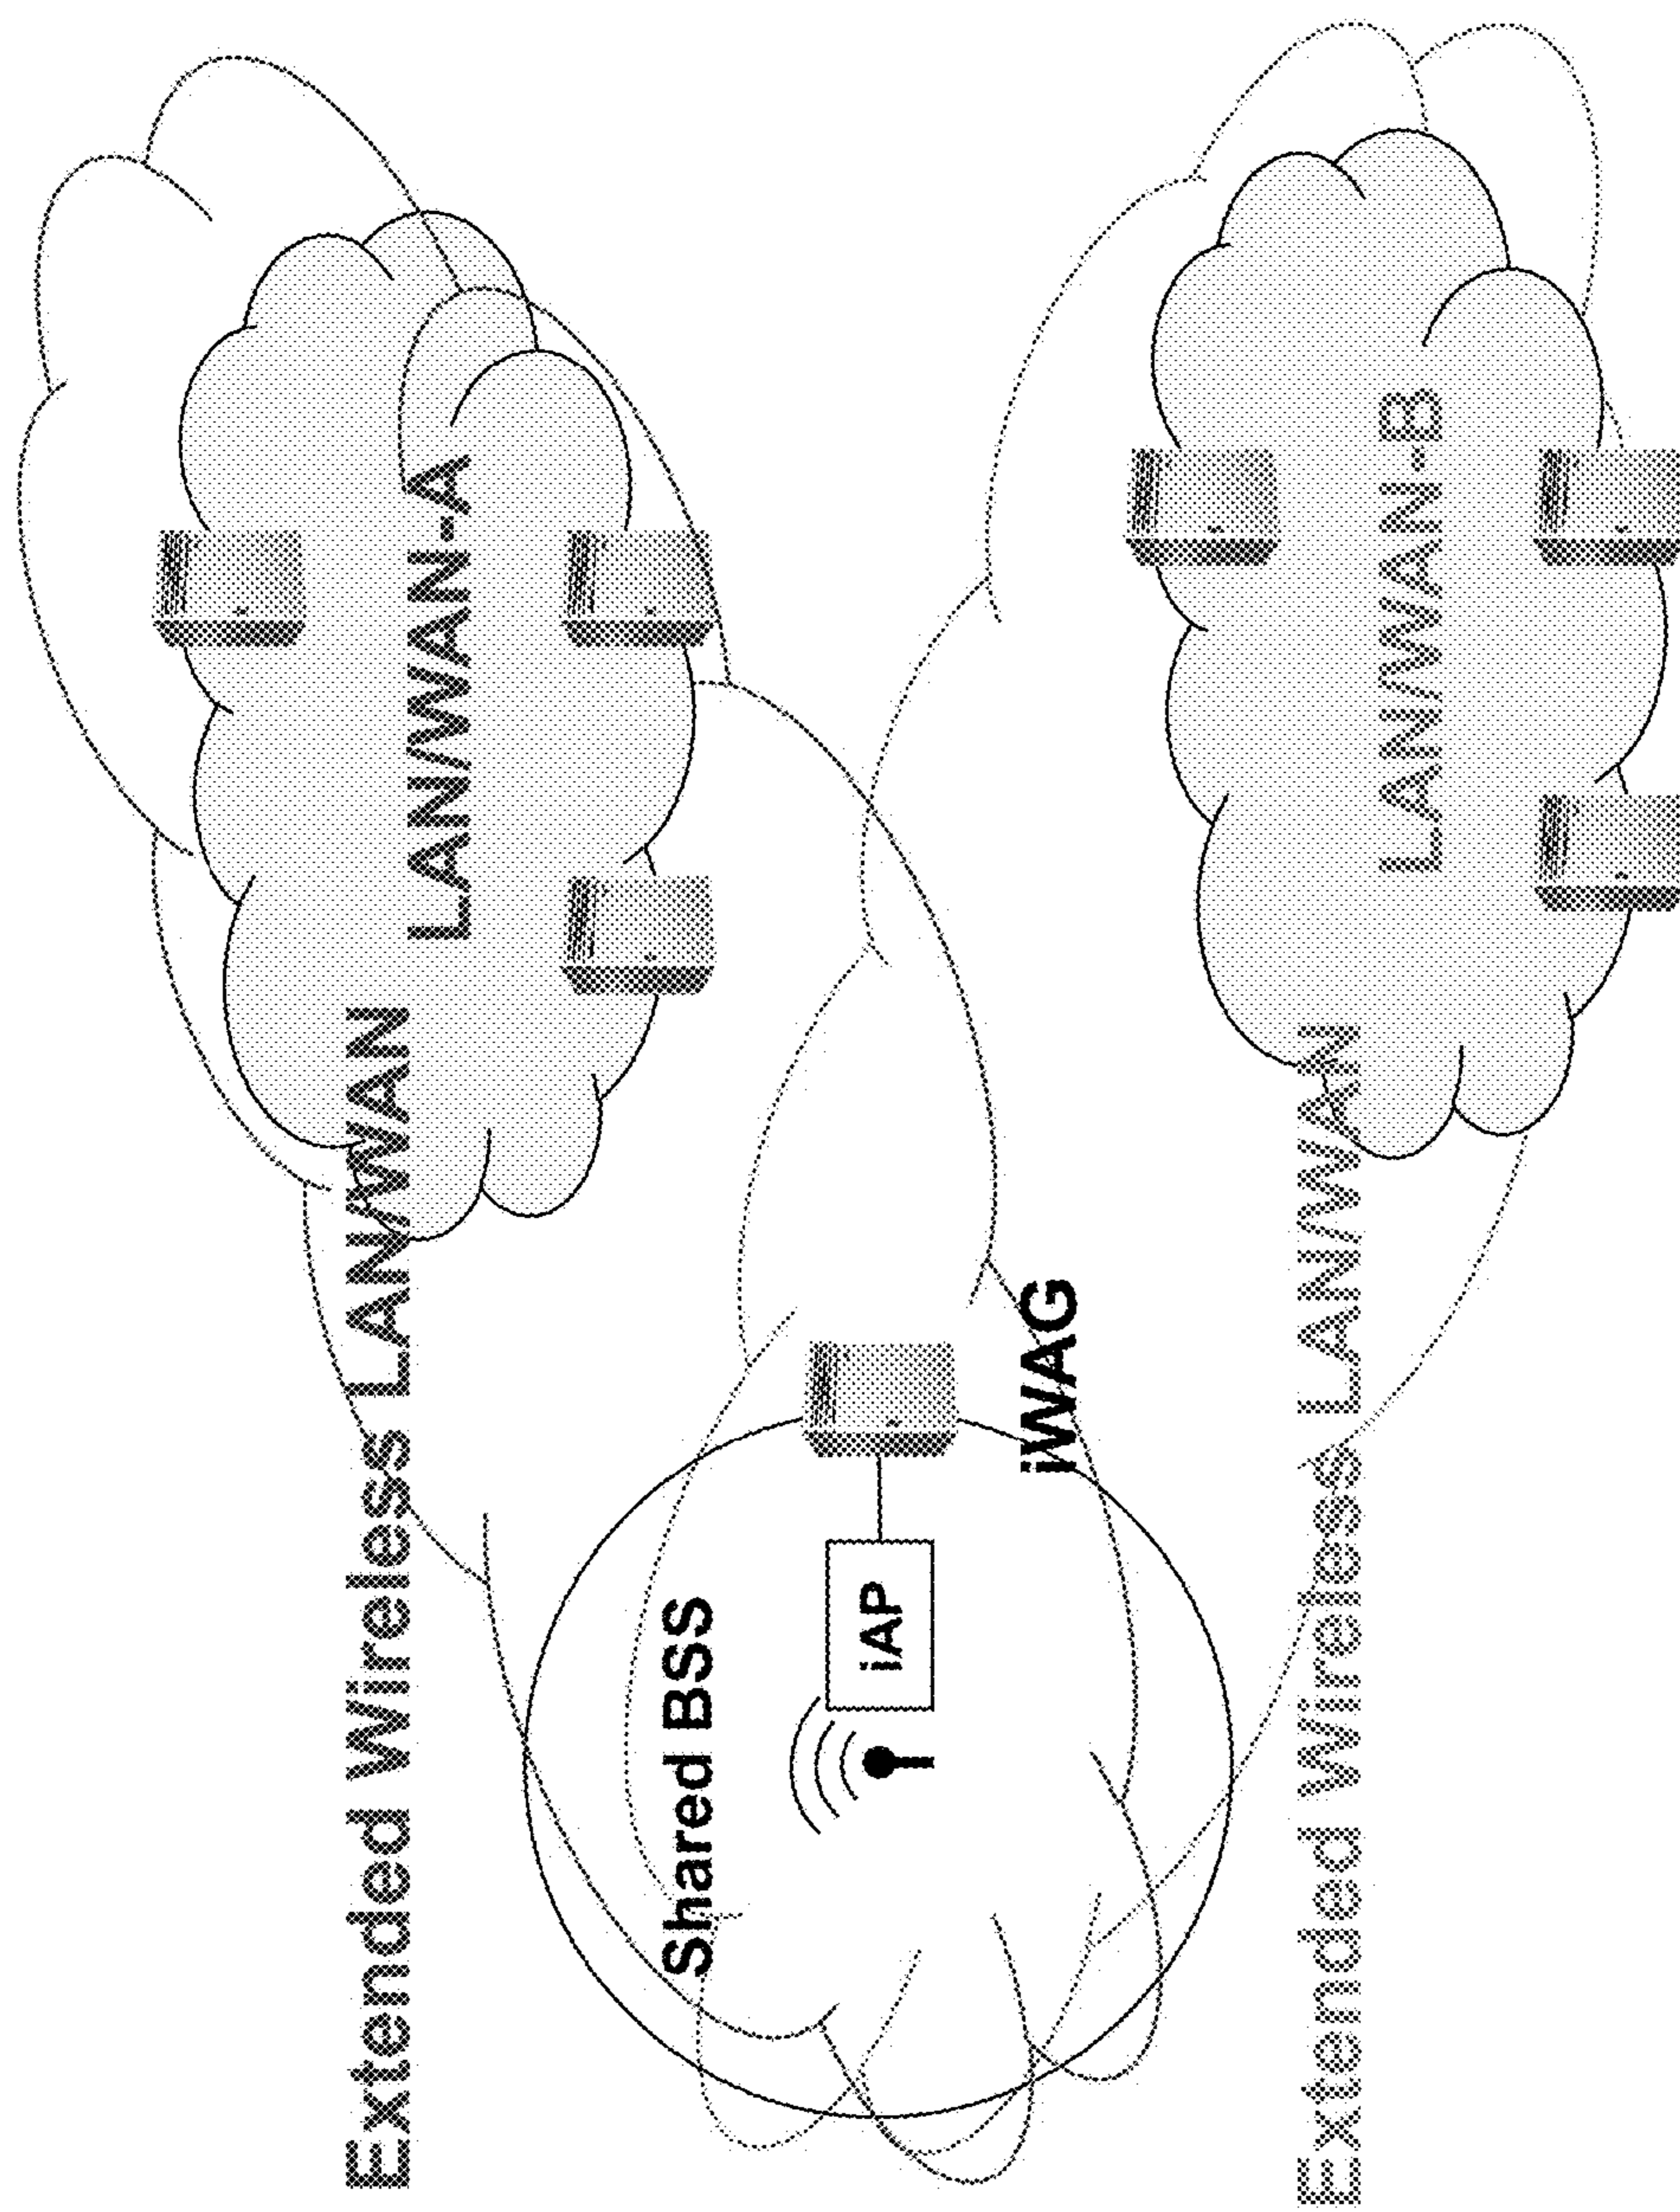 Extended Wireless LAN/WAN
LAN/WAN-A
Shared BSS
iAP
iWAG
Extended Wireless LAN/WAN
LAN/WAN-B